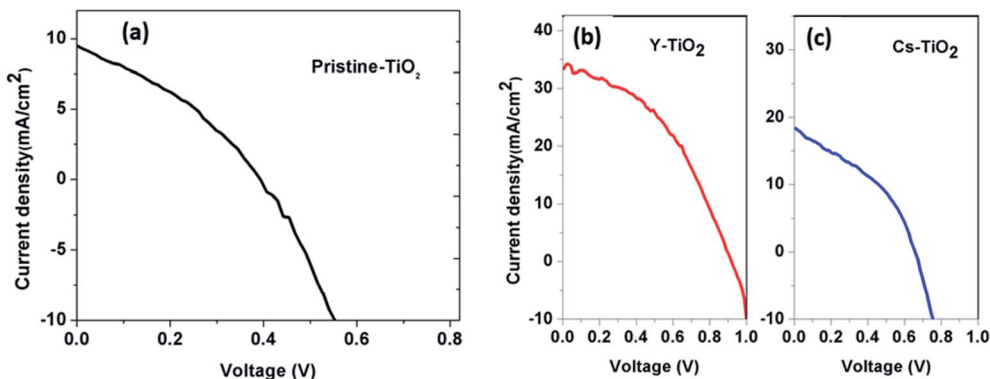 (a)
Pristine-TiO₂
Current density(mA/cm²)
10
5
0
-5
-10
0.0 0.2 0.4 0.6 0.8
Voltage (V)
(b)
Y-TiO₂
Current density(mA/cm²)
40
30
20
10
0
-10
0.0 0.2 0.4 0.6 0.8 1.0
Voltage (V)
(c)
Cs-TiO₂
30
20
10
0
-10
0.0 0.2 0.4 0.6 0.8 1.0
Voltage (V)